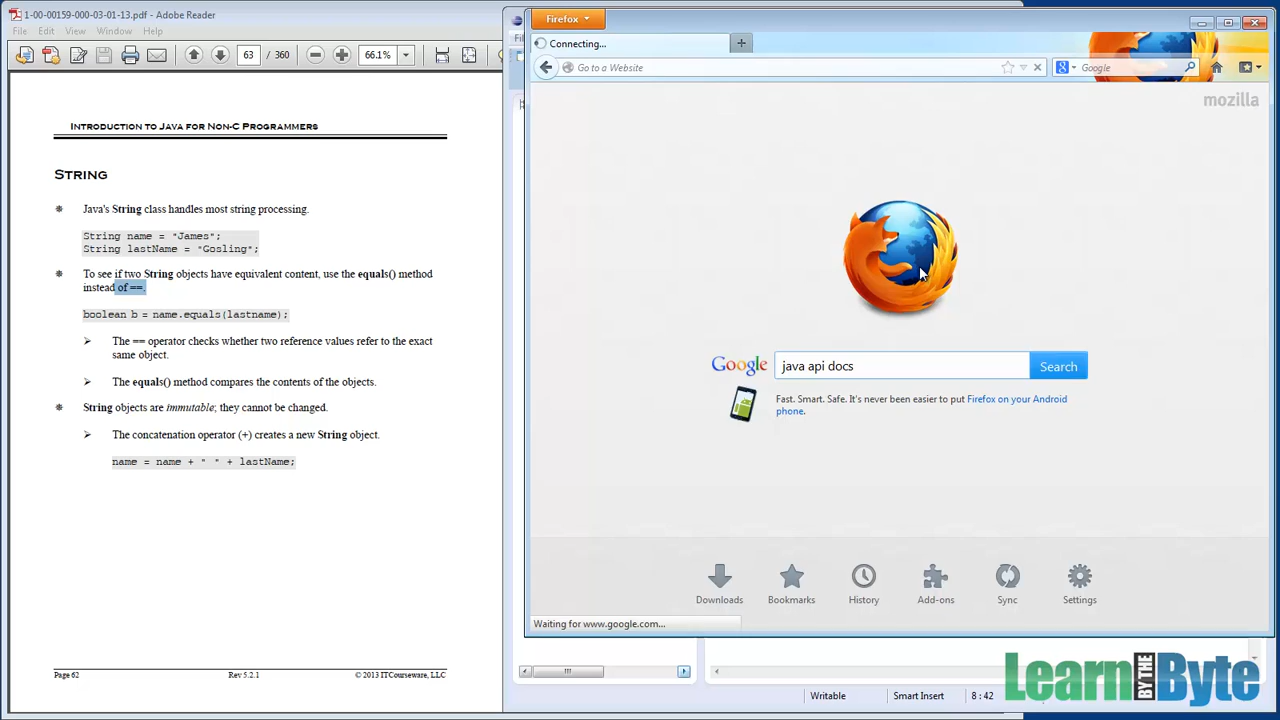 1-00-00159-000-03-01-13.pdf - Adobe Reader
File Edit View Window Help
63 / 360 66.1%
INTRODUCTION TO JAVA FOR NON-C PROGRAMMERS
STRING
Java's String class handles most string processing.
String name = "James";
String lastName = "Gosling";
To see if two String objects have equivalent content, use the equals() method
instead of ==.
boolean b = name.equals(lastname);
The == operator checks whether two reference values refer to the exact
same object.
The equals() method compares the contents of the objects.
String objects are immutable; they cannot be changed.
The concatenation operator (+) creates a new String object.
name = name + " " + lastName;
Page 62 Rev 5.2.1 © 2013 ITCourseware, LLC
Firefox
Connecting...
Go to a Website
Google
mozilla
Google java api docs Search
Fast. Smart. Safe. It's never been easier to put Firefox on your Android
phone.
Downloads Bookmarks History Add-ons Sync Settings
Waiting for www.google.com...
Writable Smart Insert 8 : 42
Learn BY THE Byte